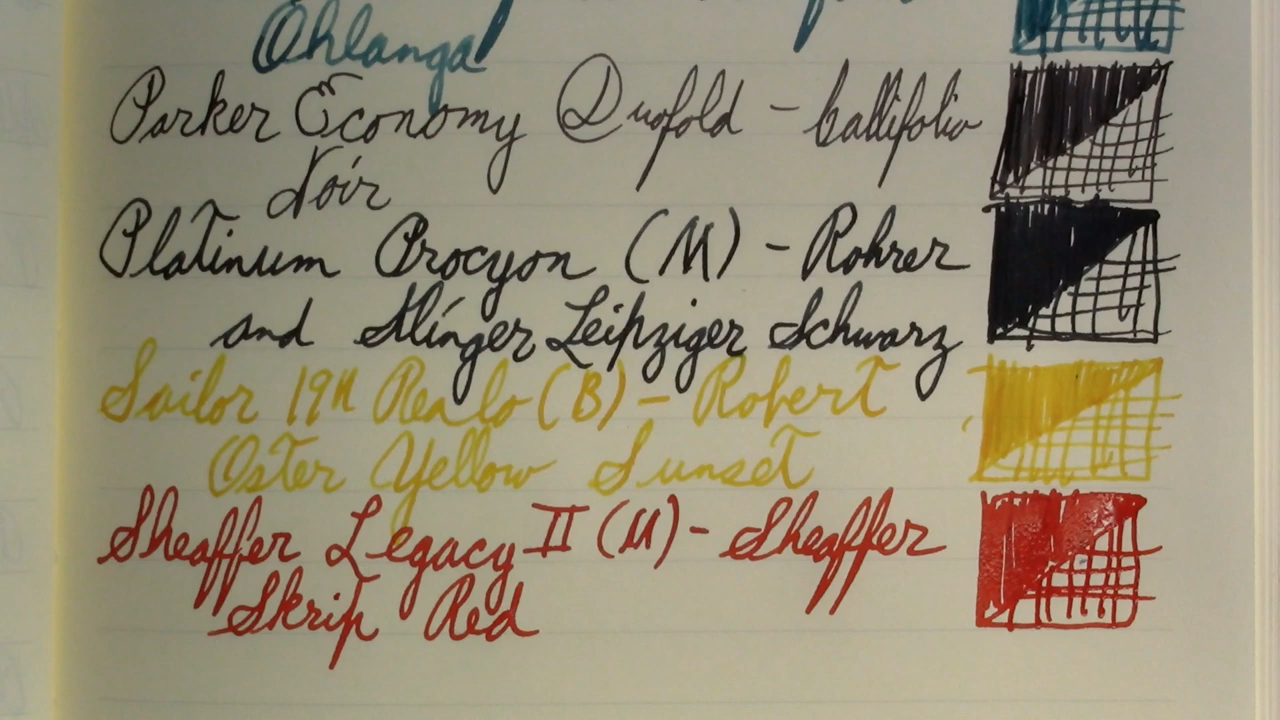 Ohlanga
Parker Economy Duofold - Callifolio
Noir
Platinum Procyon (M) - Rohrer
and Klinger Leipziger Schwarz
Sailor 1911 Realo (B) - Robert
Oster Yellow Sunset
Sheaffer Legacy II (M) - Sheaffer
Skrip Red